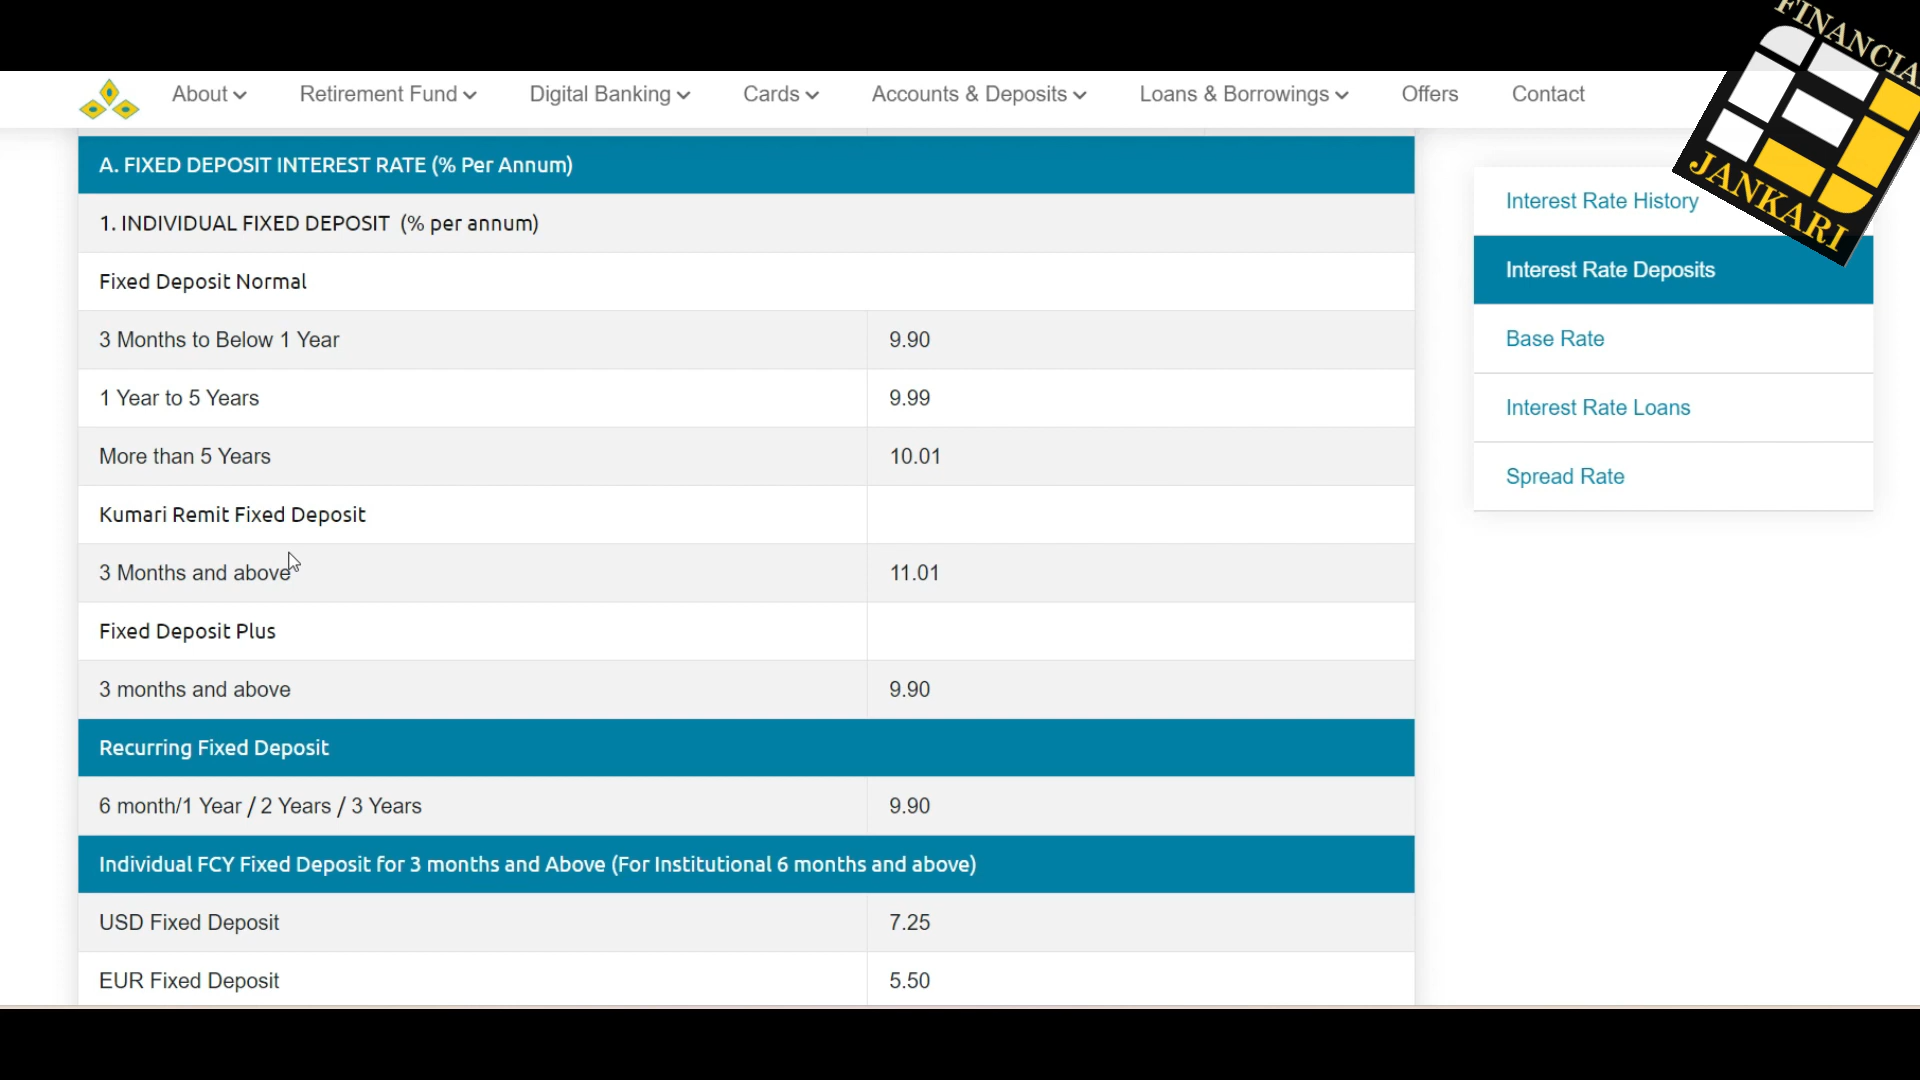 FINANCIA
JANKARI
About
Retirement Fund
Digital Banking
Cards
Accounts & Deposits
Loans & Borrowings
Offers
Contact
A. FIXED DEPOSIT INTEREST RATE (% Per Annum)
1. INDIVIDUAL FIXED DEPOSIT (% per annum)
Fixed Deposit Normal
3 Months to Below 1 Year 9.90
1 Year to 5 Years 9.99
More than 5 Years 10.01
Kumari Remit Fixed Deposit
3 Months and above 11.01
Fixed Deposit Plus
3 months and above 9.90
Recurring Fixed Deposit
6 month/1 Year / 2 Years / 3 Years 9.90
Individual FCY Fixed Deposit for 3 months and Above (For Institutional 6 months and above)
USD Fixed Deposit 7.25
EUR Fixed Deposit 5.50
Interest Rate History
Interest Rate Deposits
Base Rate
Interest Rate Loans
Spread Rate